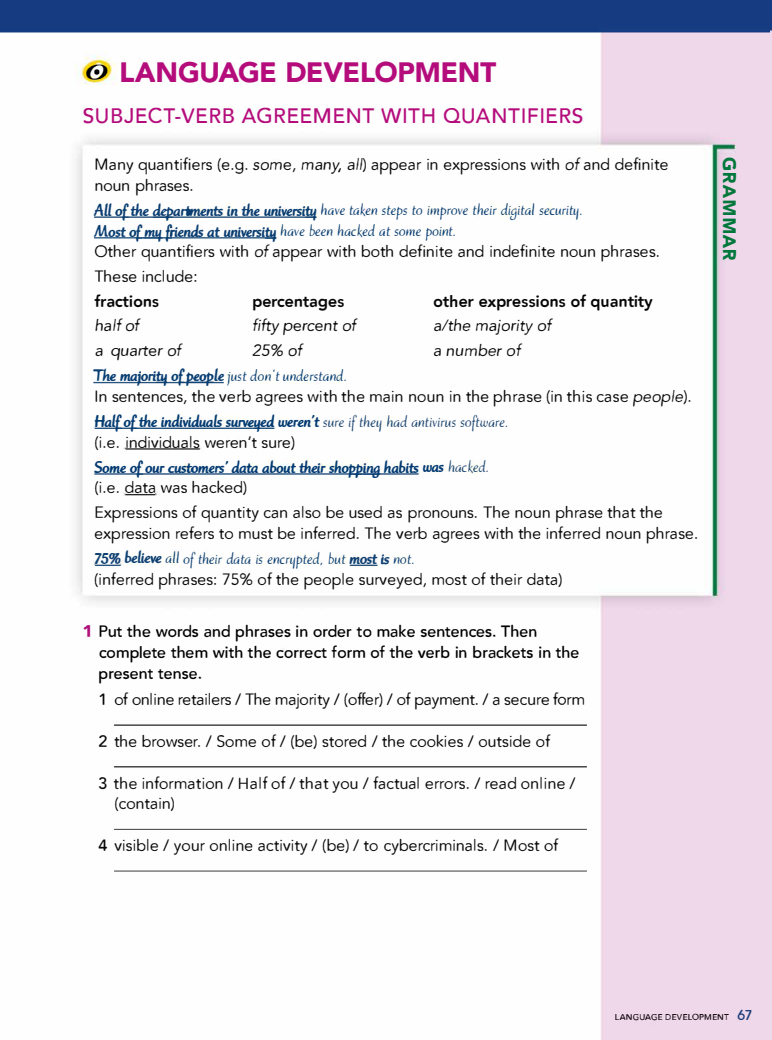 LANGUAGE DEVELOPMENT
SUBJECT-VERB AGREEMENT WITH QUANTIFIERS
GRAMMAR
Many quantifiers (e.g. some, many, all) appear in expressions with of and definite
noun phrases.
All of the departments in the university have taken steps to improve their digital security.
Most of my friends at university have been hacked at some point.
Other quantifiers with of appear with both definite and indefinite noun phrases.
These include:
fractions percentages other expressions of quantity
half of fifty percent of a/the majority of
a quarter of 25% of a number of
The majority of people just don't understand.
In sentences, the verb agrees with the main noun in the phrase (in this case people).
Half of the individuals surveyed weren't sure if they had antivirus software.
(i.e. individuals weren't sure)
Some of our customers' data about their shopping habits was hacked.
(i.e. data was hacked)
Expressions of quantity can also be used as pronouns. The noun phrase that the
expression refers to must be inferred. The verb agrees with the inferred noun phrase.
75% believe all of their data is encrypted, but most is not.
(inferred phrases: 75% of the people surveyed, most of their data)
1 Put the words and phrases in order to make sentences. Then
complete them with the correct form of the verb in brackets in the
present tense.
1 of online retailers / The majority / (offer) / of payment. / a secure form
2 the browser. / Some of / (be) stored / the cookies / outside of
3 the information / Half of / that you / factual errors. / read online /
(contain)
4 visible / your online activity / (be) / to cybercriminals. / Most of
LANGUAGE DEVELOPMENT 67